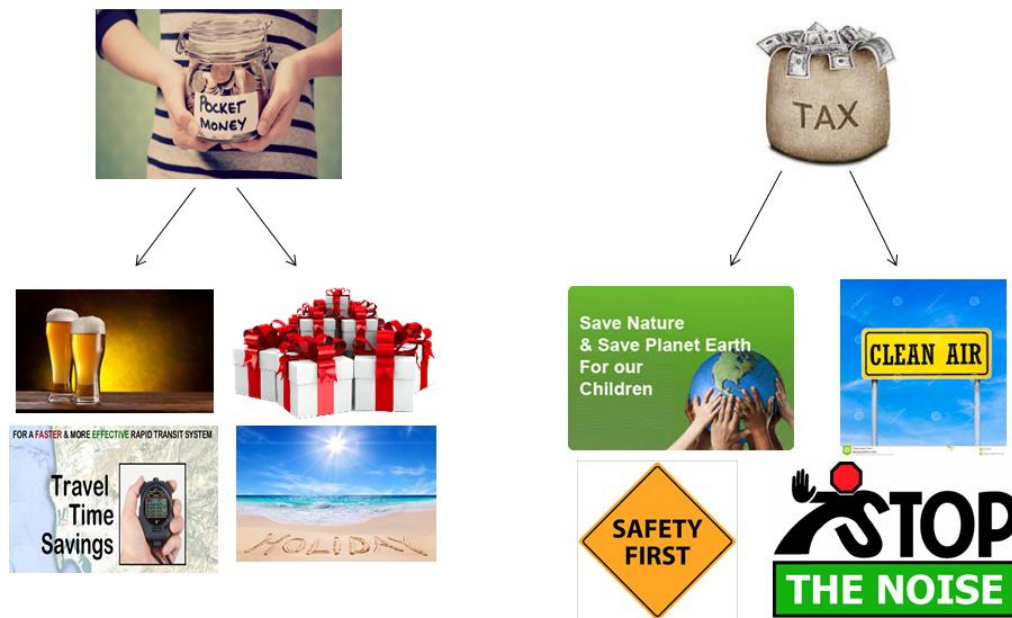 POCKET
MONEY
TAX
FOR A FASTER & MORE EFFECTIVE RAPID TRANSIT SYSTEM
Travel
Time
Savings
HOLIDAY
Save Nature
& Save Planet Earth
For our
Children
CLEAN AIR
SAFETY
FIRST
STOP
THE NOISE